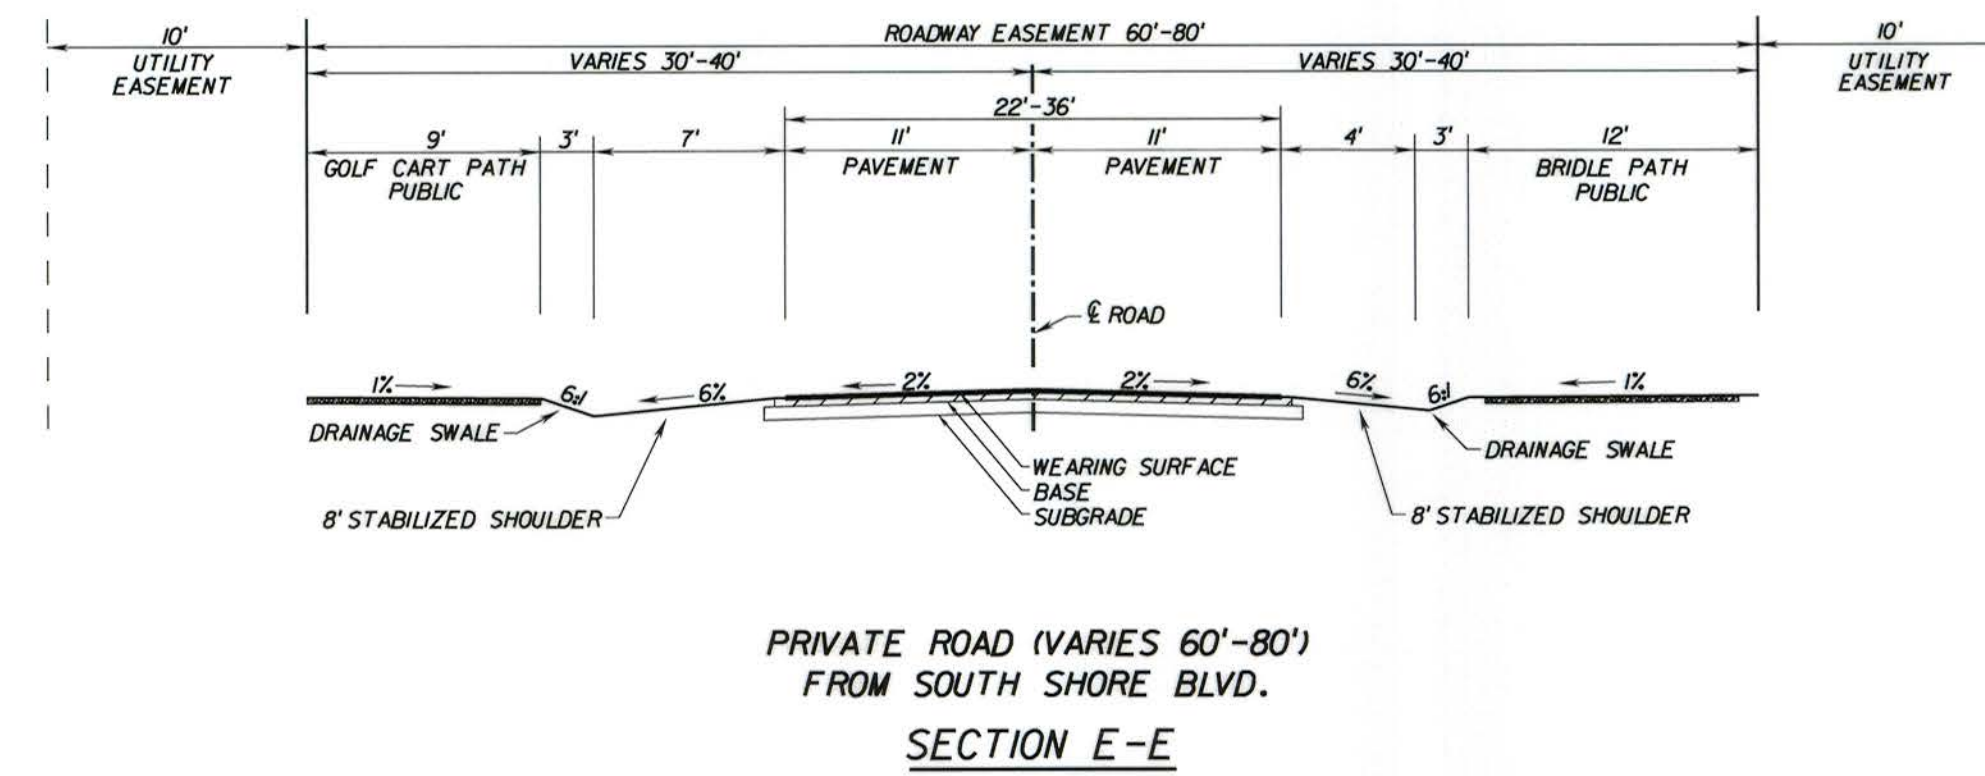 10'
UTILITY
EASEMENT
ROADWAY EASEMENT 60'-80'
10'
UTILITY
EASEMENT
VARIES 30'-40'
VARIES 30'-40'
22'-36'
9'
GOLF CART PATH
PUBLIC
3'
7'
11'
PAVEMENT
11'
PAVEMENT
4'
3'
12'
BRIDLE PATH
PUBLIC
℄ ROAD
1%
6:1
6%
2%
2%
6%
6:1
1%
DRAINAGE SWALE
DRAINAGE SWALE
WEARING SURFACE
BASE
SUBGRADE
8' STABILIZED SHOULDER
8' STABILIZED SHOULDER
PRIVATE ROAD (VARIES 60'-80')
FROM SOUTH SHORE BLVD.
SECTION E-E